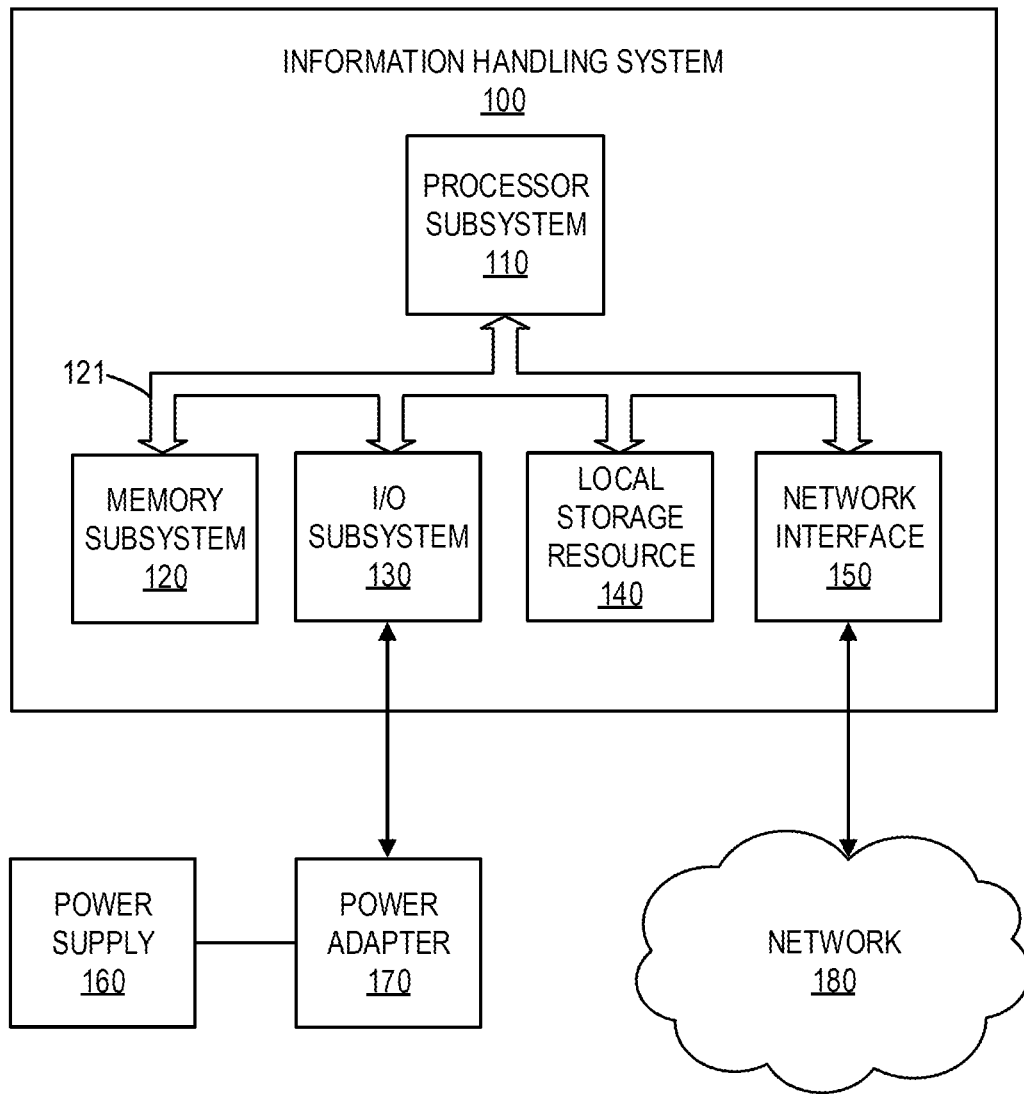 INFORMATION HANDLING SYSTEM
100
PROCESSOR
SUBSYSTEM
110
121
MEMORY
SUBSYSTEM
120
I/O
SUBSYSTEM
130
LOCAL
STORAGE
RESOURCE
140
NETWORK
INTERFACE
150
POWER
SUPPLY
160
POWER
ADAPTER
170
NETWORK
180